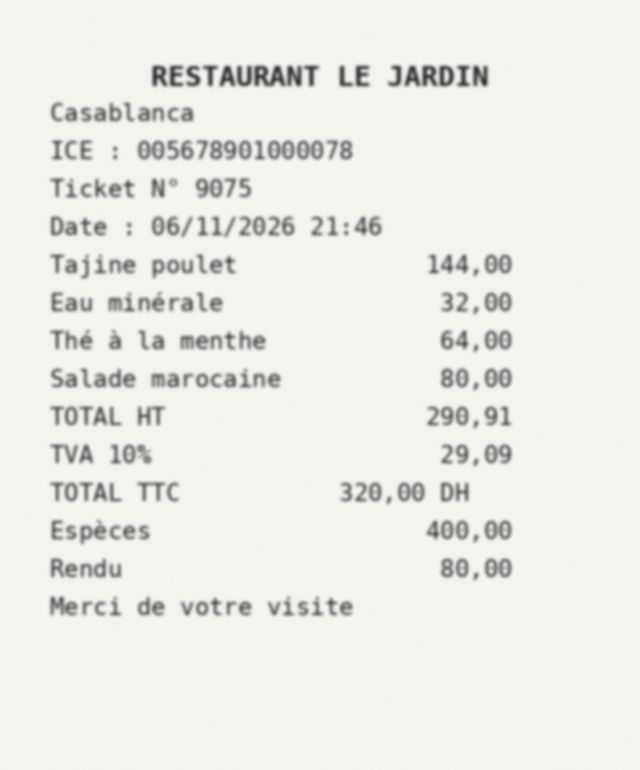 RESTAURANT LE JARDIN
Casablanca
ICE : 005678901000078
Ticket N° 9075
Date : 06/11/2026 21:46
Tajine poulet 144,00
Eau minérale 32,00
Thé à la menthe 64,00
Salade marocaine 80,00
TOTAL HT 290,91
TVA 10% 29,09
TOTAL TTC 320,00 DH
Espèces 400,00
Rendu 80,00
Merci de votre visite